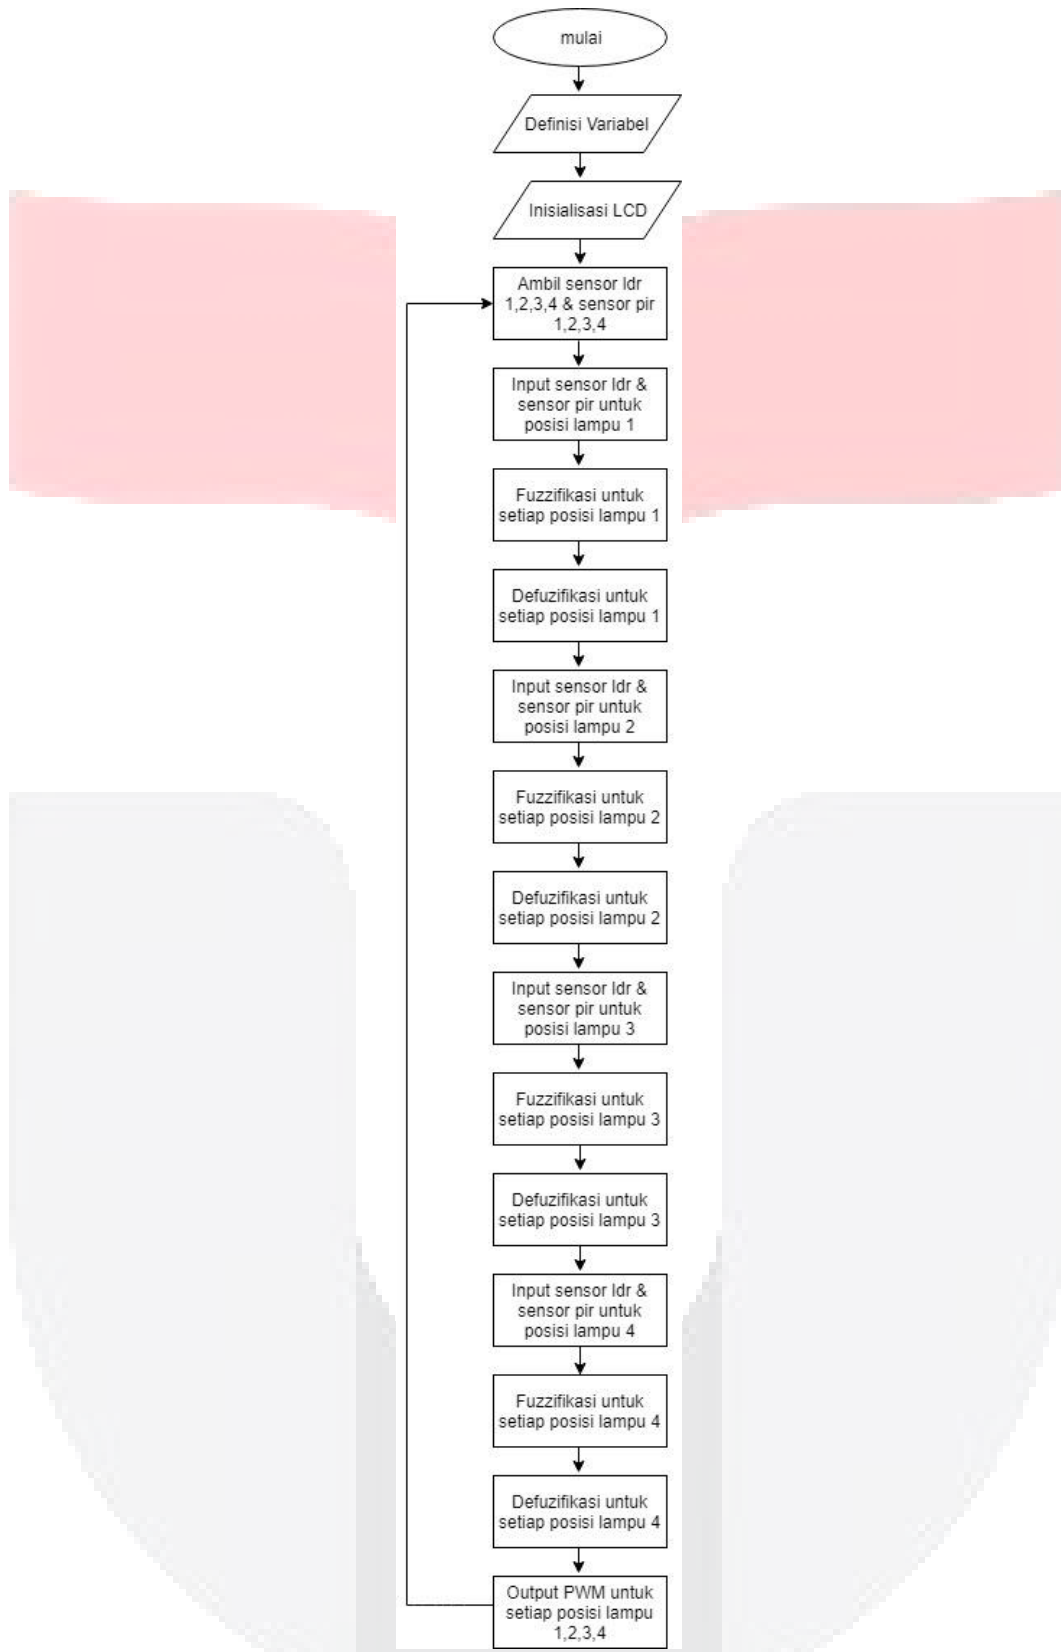 mulai
Definisi Variabel
Inisialisasi LCD
Ambil sensor ldr
1,2,3,4 & sensor pir
1,2,3,4
Input sensor ldr &
sensor pir untuk
posisi lampu 1
Fuzzifikasi untuk
setiap posisi lampu 1
Defuzifikasi untuk
setiap posisi lampu 1
Input sensor ldr &
sensor pir untuk
posisi lampu 2
Fuzzifikasi untuk
setiap posisi lampu 2
Defuzifikasi untuk
setiap posisi lampu 2
Input sensor ldr &
sensor pir untuk
posisi lampu 3
Fuzzifikasi untuk
setiap posisi lampu 3
Defuzifikasi untuk
setiap posisi lampu 3
Input sensor ldr &
sensor pir untuk
posisi lampu 4
Fuzzifikasi untuk
setiap posisi lampu 4
Defuzifikasi untuk
setiap posisi lampu 4
Output PWM untuk
setiap posisi lampu
1,2,3,4